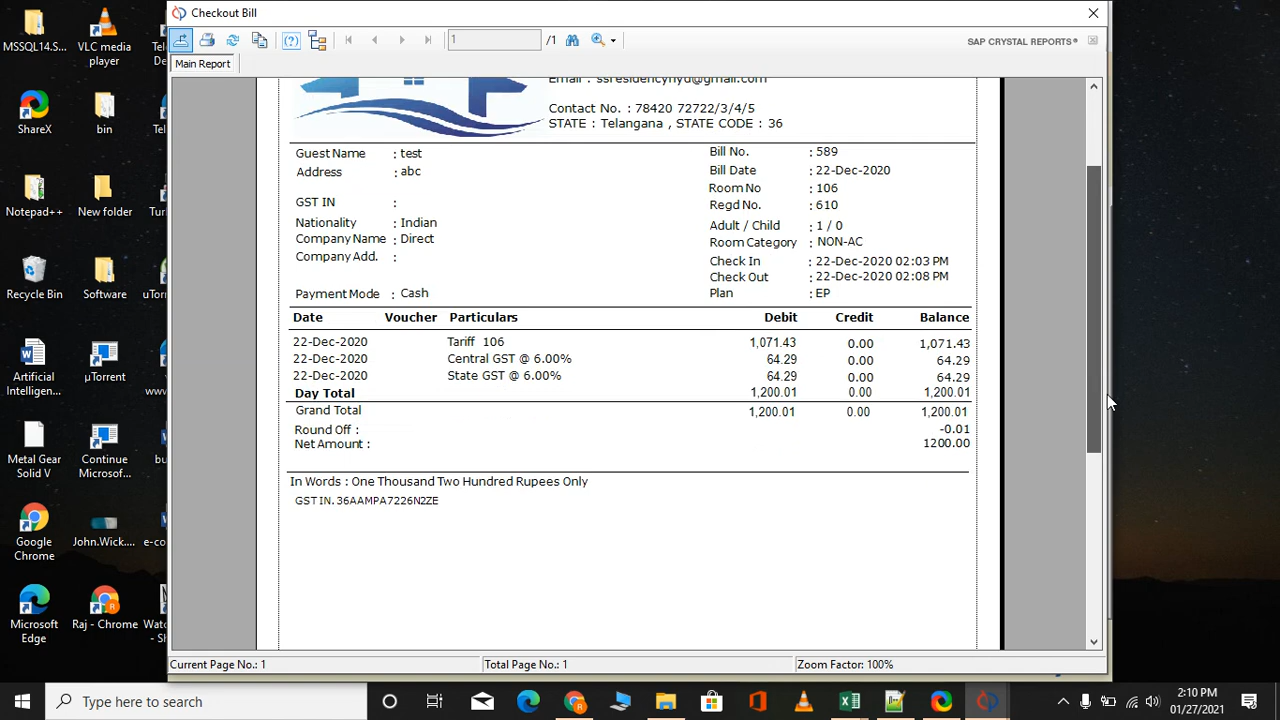 MSSQL14.S...
VLC media player
ShareX
bin
Notepad++
New folder
Recycle Bin
Software
Artificial Intelligen...
µTorrent
Metal Gear Solid V
Continue Microsof...
Google Chrome
John.Wick....
e-co
Microsoft Edge
Raj - Chrome
Checkout Bill
1
/1
SAP CRYSTAL REPORTS®
Main Report
Email : ssresidencyhyd@gmail.com
Contact No. : 78420 72722/3/4/5
STATE : Telangana , STATE CODE : 36
Guest Name : test
Address : abc
GST IN :
Nationality : Indian
Company Name : Direct
Company Add. :
Payment Mode : Cash
Bill No. : 589
Bill Date : 22-Dec-2020
Room No : 106
Regd No. : 610
Adult / Child : 1 / 0
Room Category : NON-AC
Check In : 22-Dec-2020 02:03 PM
Check Out : 22-Dec-2020 02:08 PM
Plan : EP
Date Voucher Particulars Debit Credit Balance
22-Dec-2020 Tariff 106 1,071.43 0.00 1,071.43
22-Dec-2020 Central GST @ 6.00% 64.29 0.00 64.29
22-Dec-2020 State GST @ 6.00% 64.29 0.00 64.29
Day Total 1,200.01 0.00 1,200.01
Grand Total 1,200.01 0.00 1,200.01
Round Off : -0.01
Net Amount : 1200.00
In Words : One Thousand Two Hundred Rupees Only
GST IN. 36AAMPA7226N2ZE
Current Page No.: 1
Total Page No.: 1
Zoom Factor: 100%
Type here to search
2:10 PM
01/27/2021